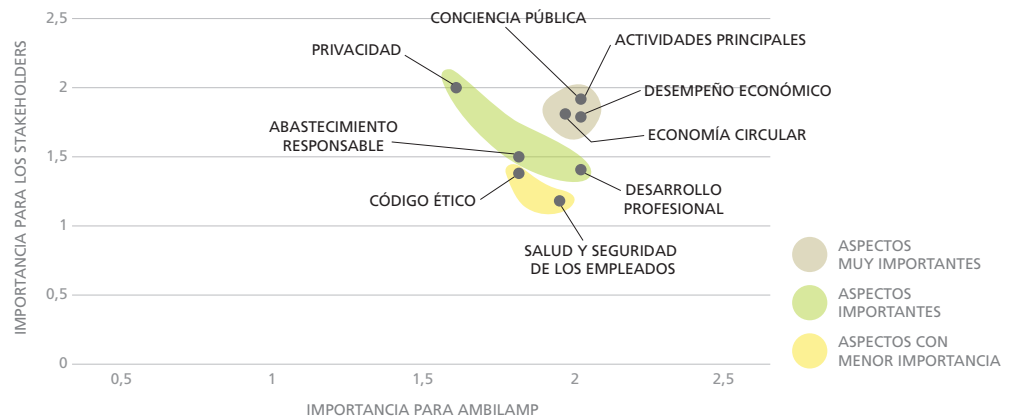 2,5
2
1,5
1
0,5
0
IMPORTANCIA PARA LOS STAKEHOLDERS
CONCIENCIA PÚBLICA
ACTIVIDADES PRINCIPALES
PRIVACIDAD
DESEMPEÑO ECONÓMICO
ABASTECIMIENTO
RESPONSABLE
ECONOMÍA CIRCULAR
CÓDIGO ÉTICO
DESARROLLO
PROFESIONAL
SALUD Y SEGURIDAD
DE LOS EMPLEADOS
0,5
1
1,5
2
2,5
IMPORTANCIA PARA AMBILAMP
ASPECTOS
MUY IMPORTANTES
ASPECTOS
IMPORTANTES
ASPECTOS CON
MENOR IMPORTANCIA